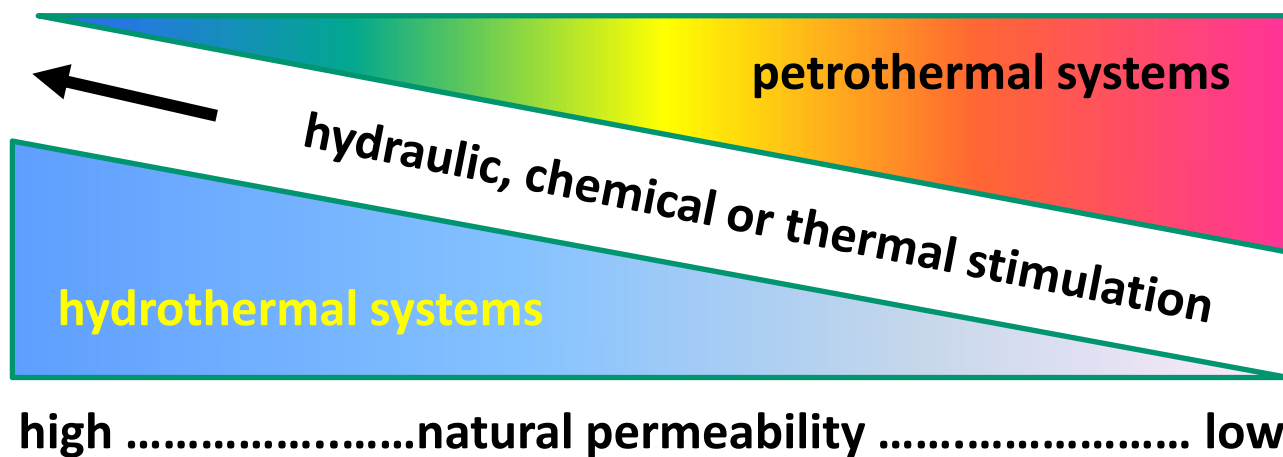 petrothermal systems
hydraulic, chemical or thermal stimulation
hydrothermal systems
high ……………..……natural permeability …….………………… low